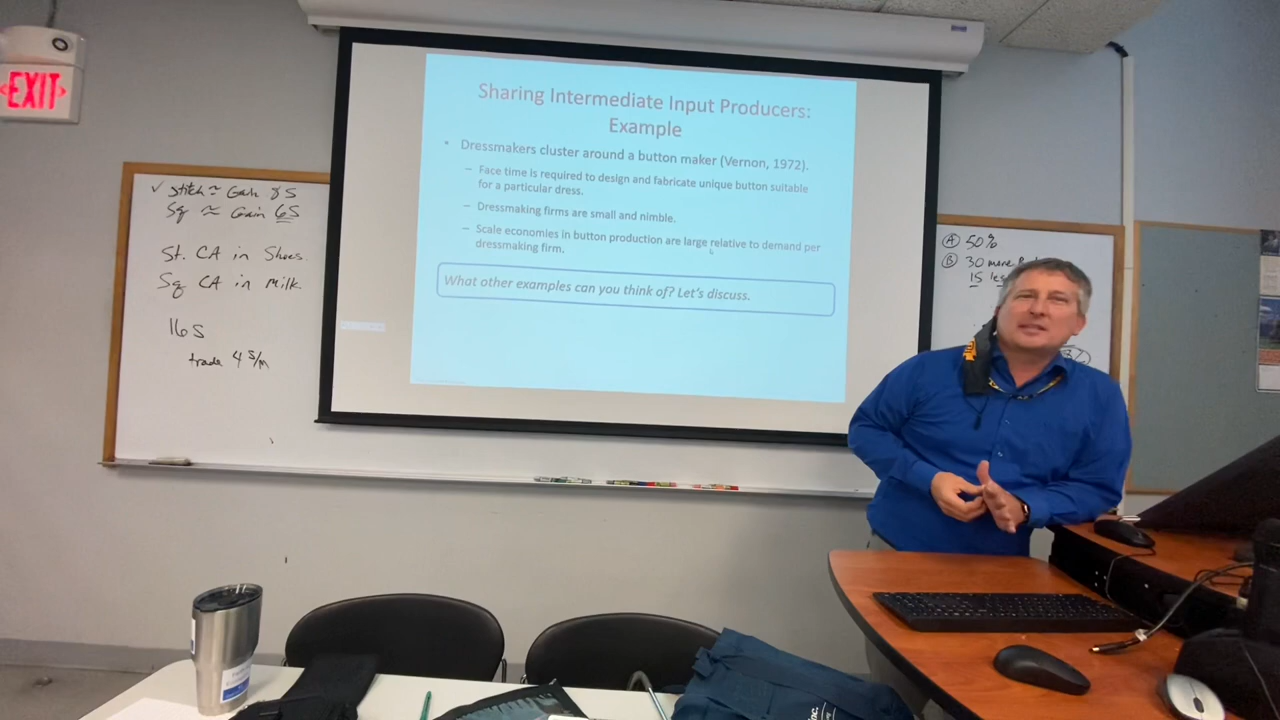 EXIT
✓ Stitch ≈ Gain 8S
Sq ≈ Gain 6S
St. CA in Shoes.
Sq CA in milk.
16S
trade 4 S/m
Sharing Intermediate Input Producers:
Example
• Dressmakers cluster around a button maker (Vernon, 1972).
– Face time is required to design and fabricate unique button suitable
for a particular dress.
– Dressmaking firms are small and nimble.
– Scale economies in button production are large relative to demand per
dressmaking firm.
What other examples can you think of? Let's discuss.
Ⓐ 50%
Ⓑ 30 more
15 les